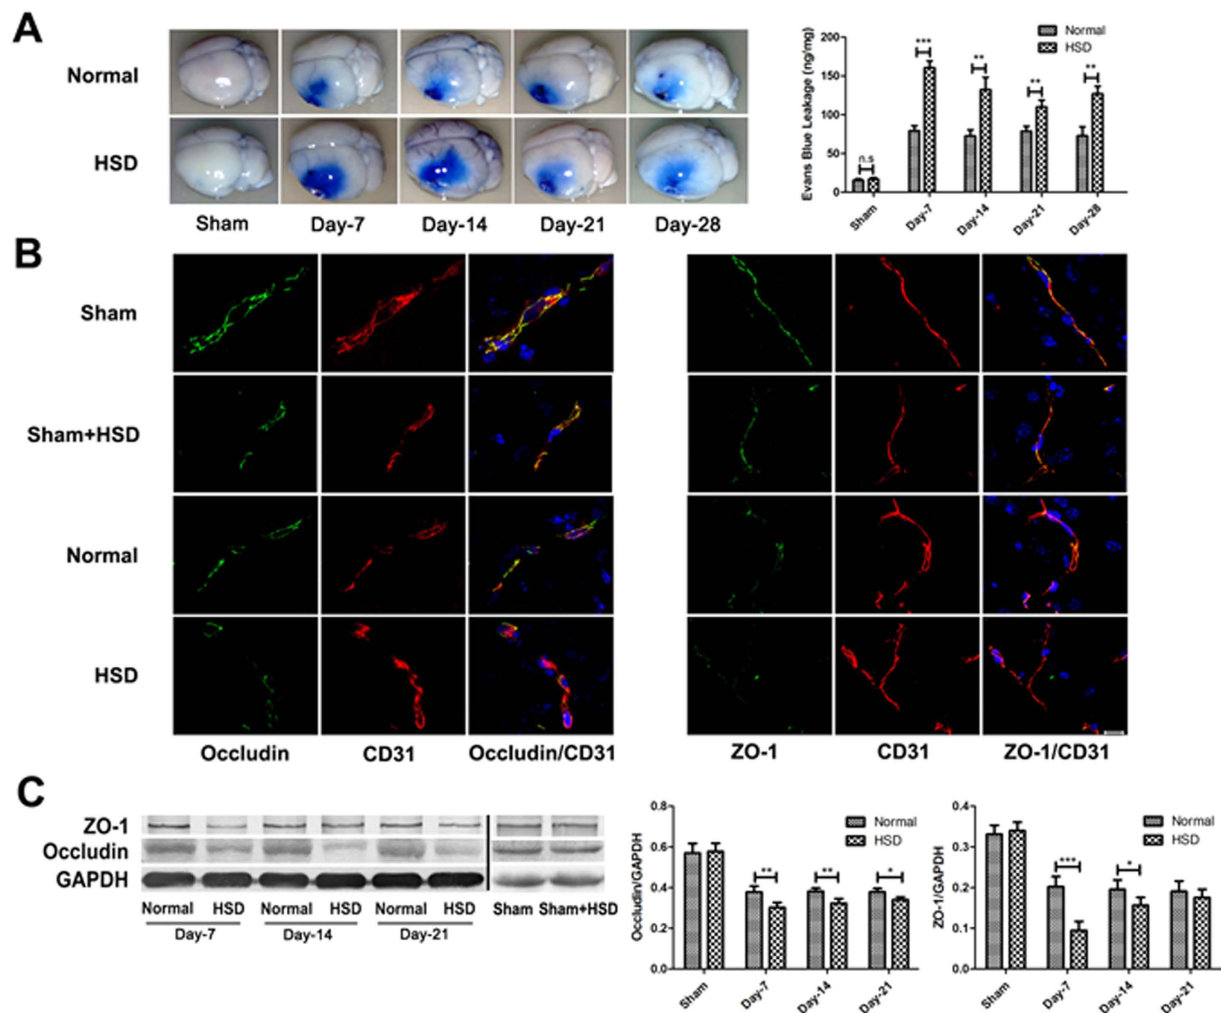 A
Normal
HSD
Sham Day-7 Day-14 Day-21 Day-28
Evans Blue Leakage (ng/mg)
200
150
100
50
0
Normal
HSD
n.s *** ** ** **
Sham Day-7 Day-14 Day-21 Day-28
B
Sham
Sham+HSD
Normal
HSD
Occludin CD31 Occludin/CD31 ZO-1 CD31 ZO-1/CD31
C
ZO-1
Occludin
GAPDH
Normal HSD Normal HSD Normal HSD Sham Sham+HSD
Day-7 Day-14 Day-21
Occludin/GAPDH
0.8
0.6
0.4
0.2
0.0
Normal
HSD
** ** *
Sham Day-7 Day-14 Day-21
ZO-1/GAPDH
0.4
0.3
0.2
0.1
0.0
Normal
HSD
*** *
Sham Day-7 Day-14 Day-21